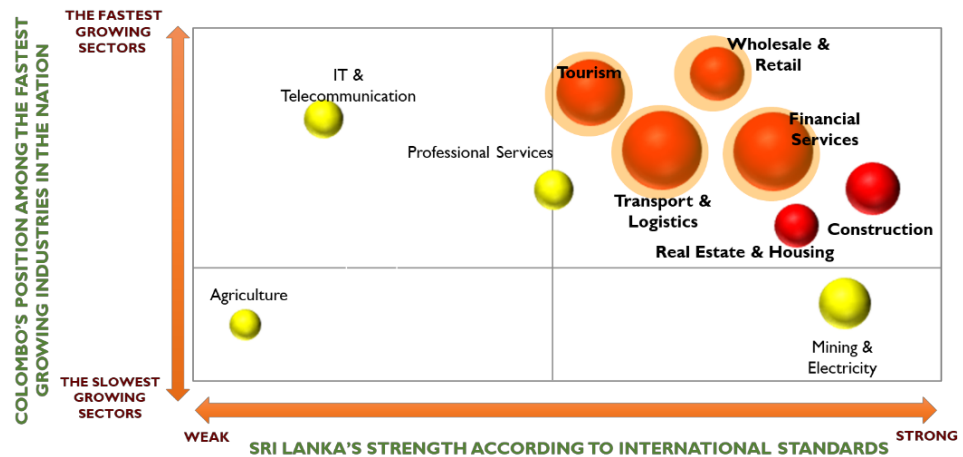 COLOMBO'S POSITION AMONG THE FASTEST
GROWING INDUSTRIES IN THE NATION
THE FASTEST
GROWING
SECTORS
IT &
Telecommunication
Tourism
Wholesale &
Retail
Financial
Services
Professional Services
Transport &
Logistics
Construction
Real Estate & Housing
Agriculture
Mining &
Electricity
THE SLOWEST
GROWING
SECTORS
WEAK
STRONG
SRI LANKA'S STRENGTH ACCORDING TO INTERNATIONAL STANDARDS